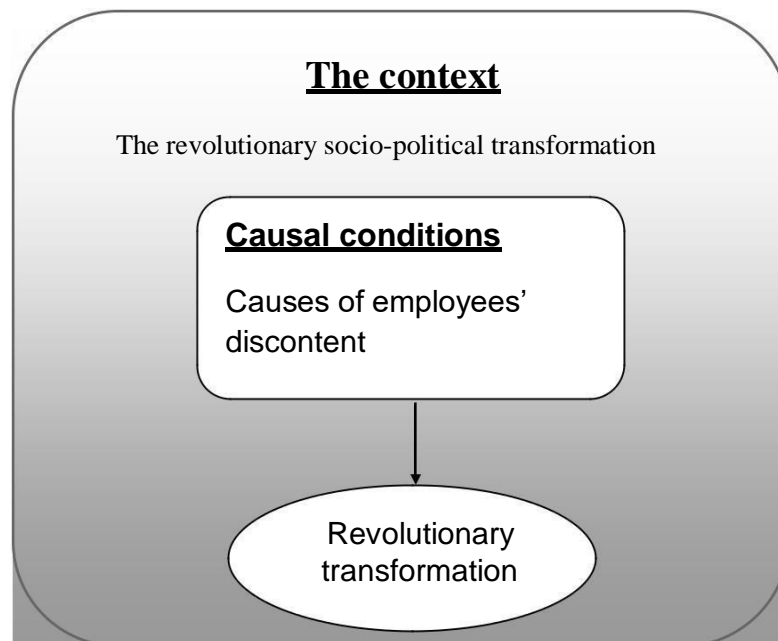 The context
The revolutionary socio-political transformation
Causal conditions
Causes of employees’
discontent
Revolutionary
transformation